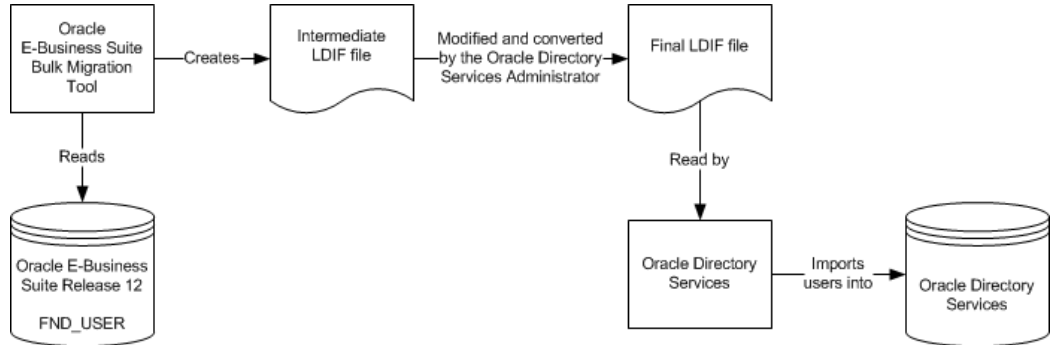 Oracle
E-Business Suite
Bulk Migration
Tool
Creates
Intermediate
LDIF file
Modified and converted
by the Oracle Directory
Services Administrator
Final LDIF file
Reads
Read by
Oracle E-Business
Suite Release 12
FND_USER
Oracle Directory
Services
Imports
users into
Oracle Directory
Services